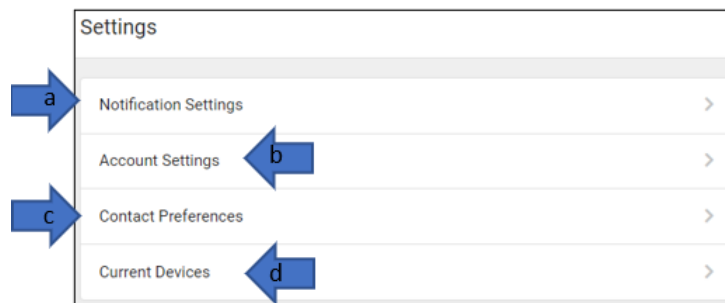 Settings
a
Notification Settings
Account Settings
b
c
Contact Preferences
Current Devices
d